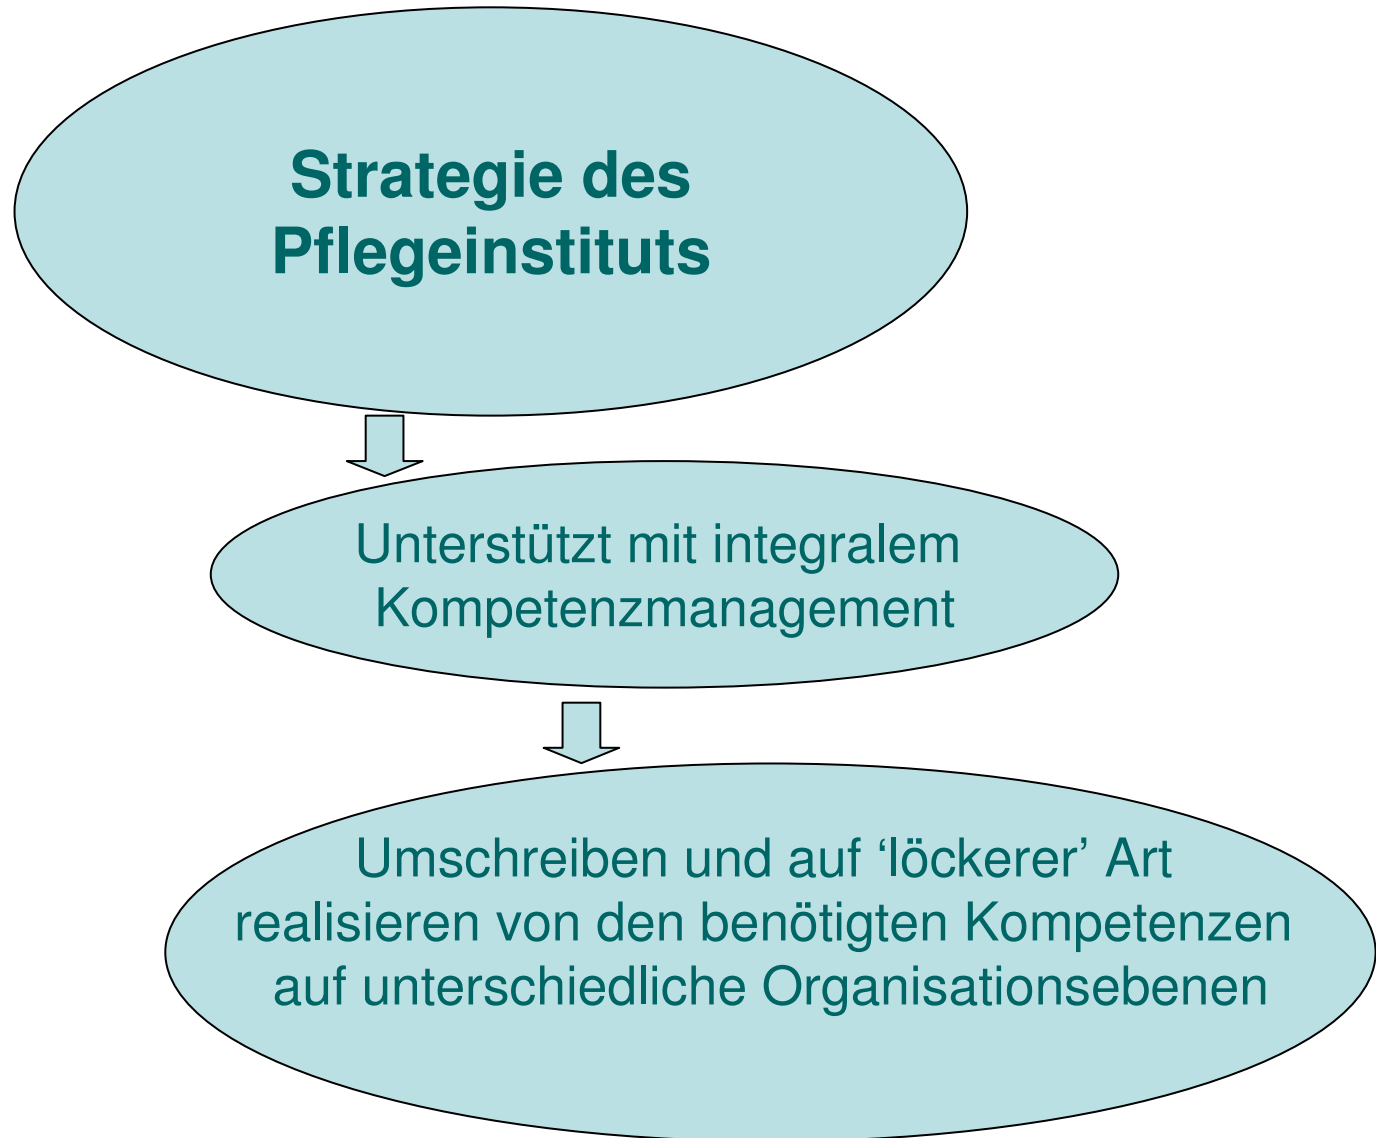 Strategie des
Pflegeinstituts
Unterstützt mit integralem
Kompetenzmanagement
Umschreiben und auf ‘löckerer’ Art
realisieren von den benötigten Kompetenzen
auf unterschiedliche Organisationsebenen